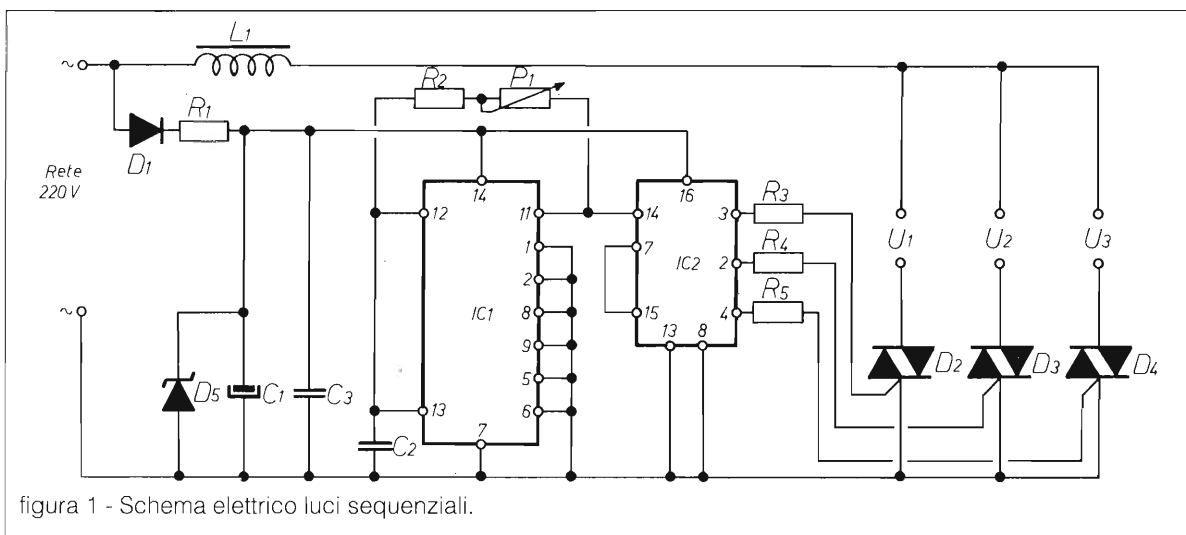 L1
~
R2
P1
R1
D1
Rete
220 V
14
16
12
11
14
3
R3
1
7
IC2
2
R4
U1
U2
U3
2
IC1
8
15
4
R5
9
13
8
~
5
D2
D3
D4
D5
C1
C3
13
6
7
C2
figura 1 - Schema elettrico luci sequenziali.